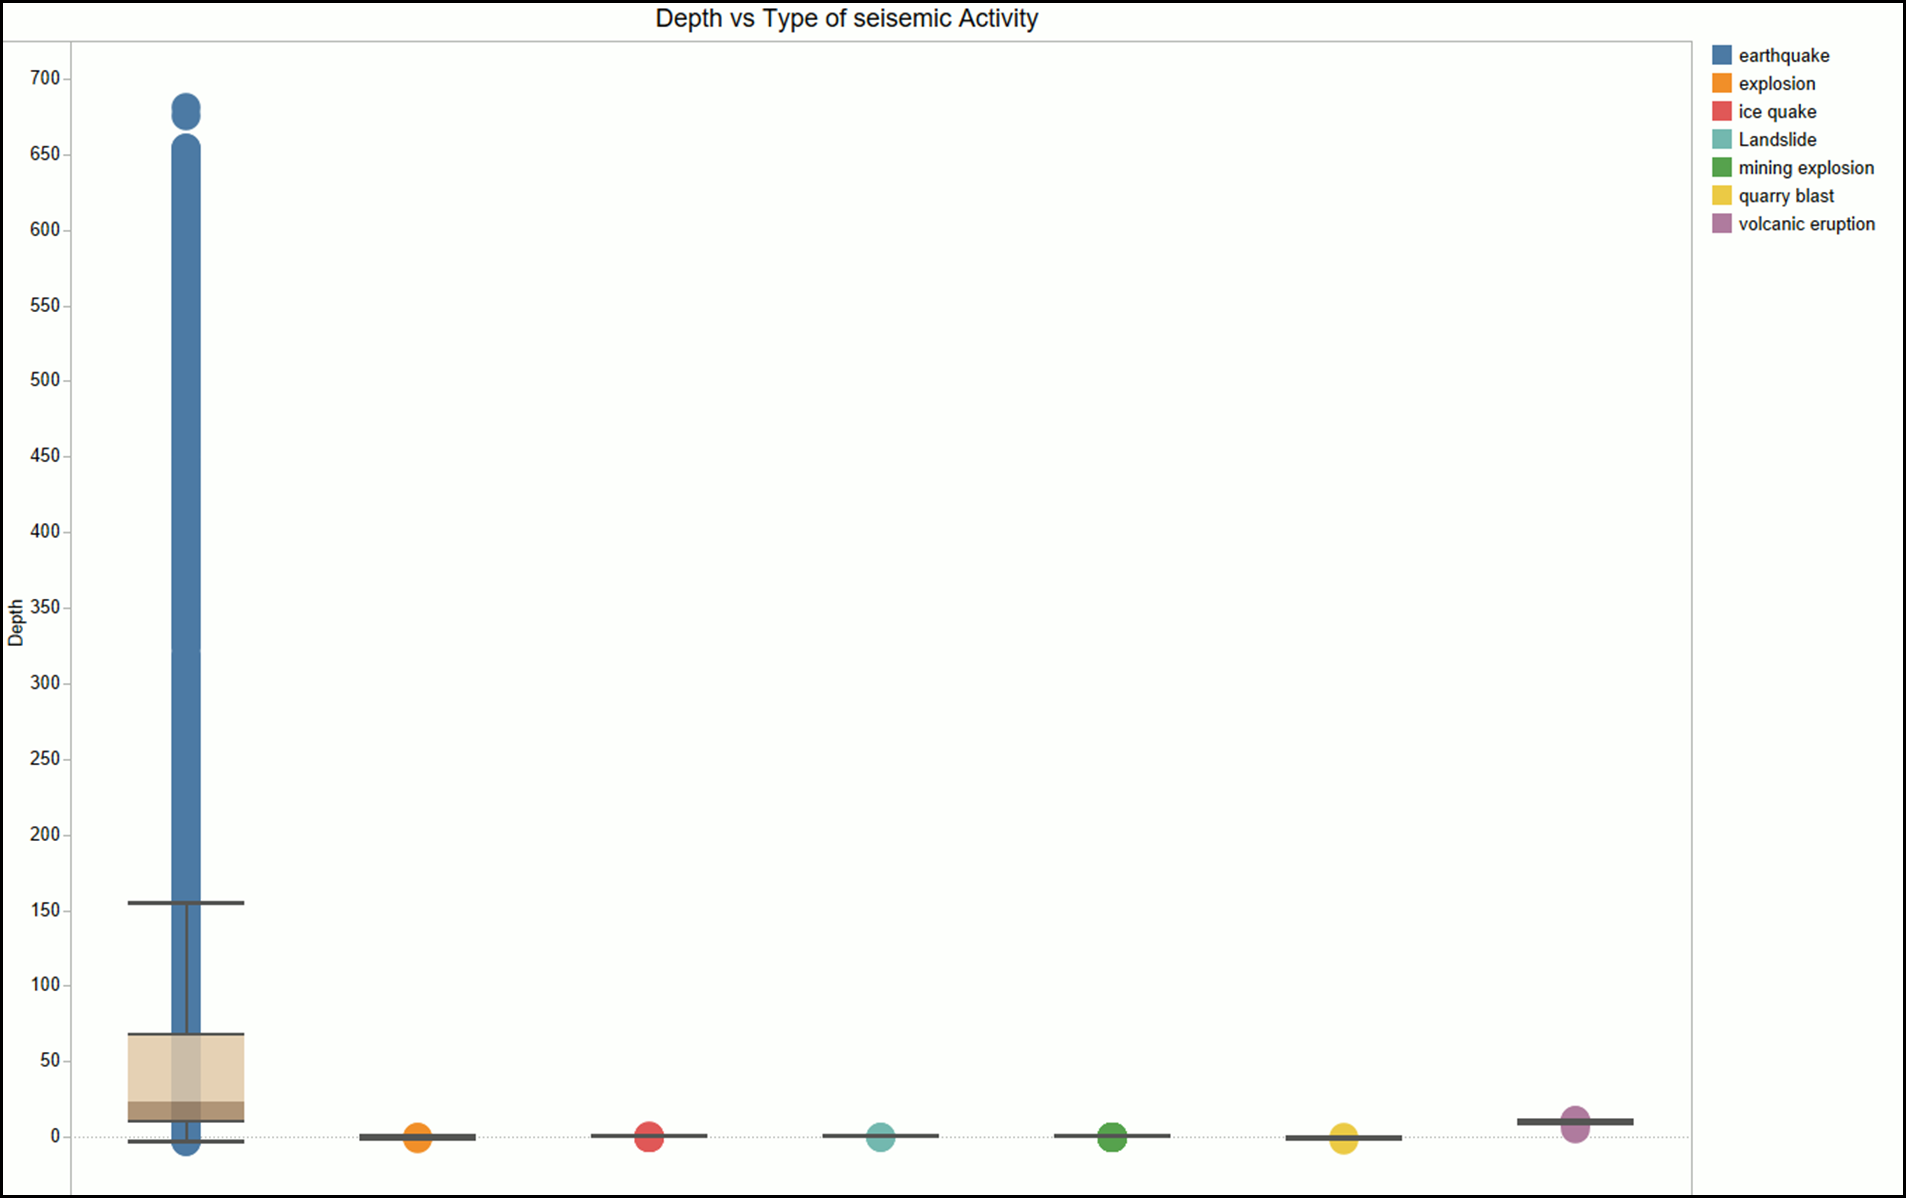 Depth vs Type of seisemic Activity
earthquake
explosion
ice quake
Landslide
mining explosion
quarry blast
volcanic eruption
Depth
700
650
600
550
500
450
400
350
300
250
200
150
100
50
0